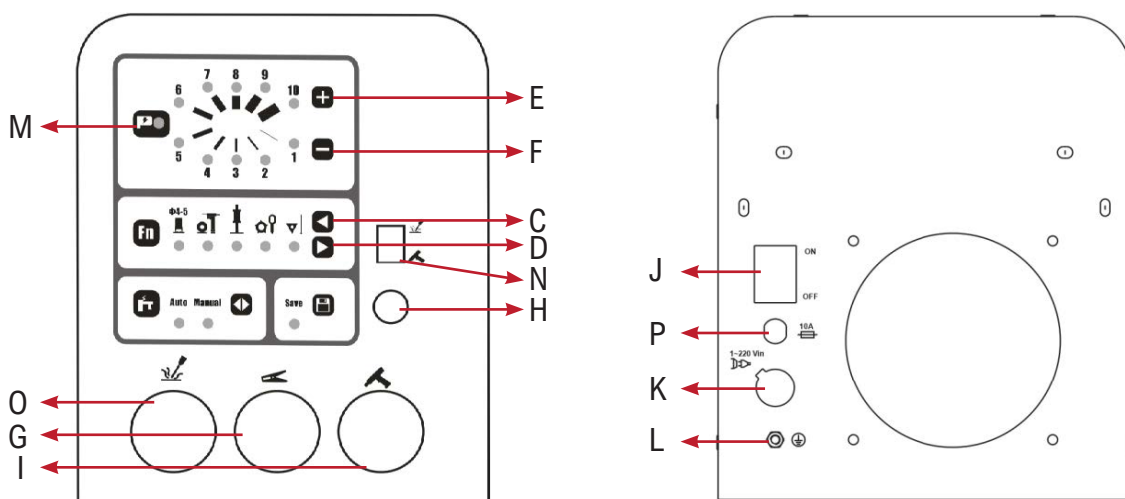 7 8 9
6 10
E
M
F
5 1
4 3 2
Φ4-5
Fn
C
D
N
Auto Manual
Save
H
O
G
I
ON
J
OFF
P
10A
1~220 Vin
K
L